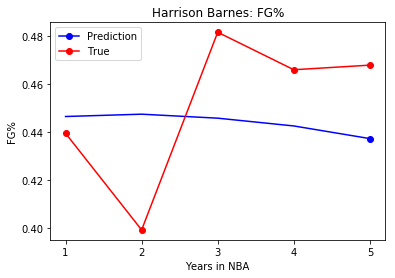 Harrison Barnes: FG%
Prediction
True
0.48
0.46
0.44
0.42
0.40
FG%
1 2 3 4 5
Years in NBA